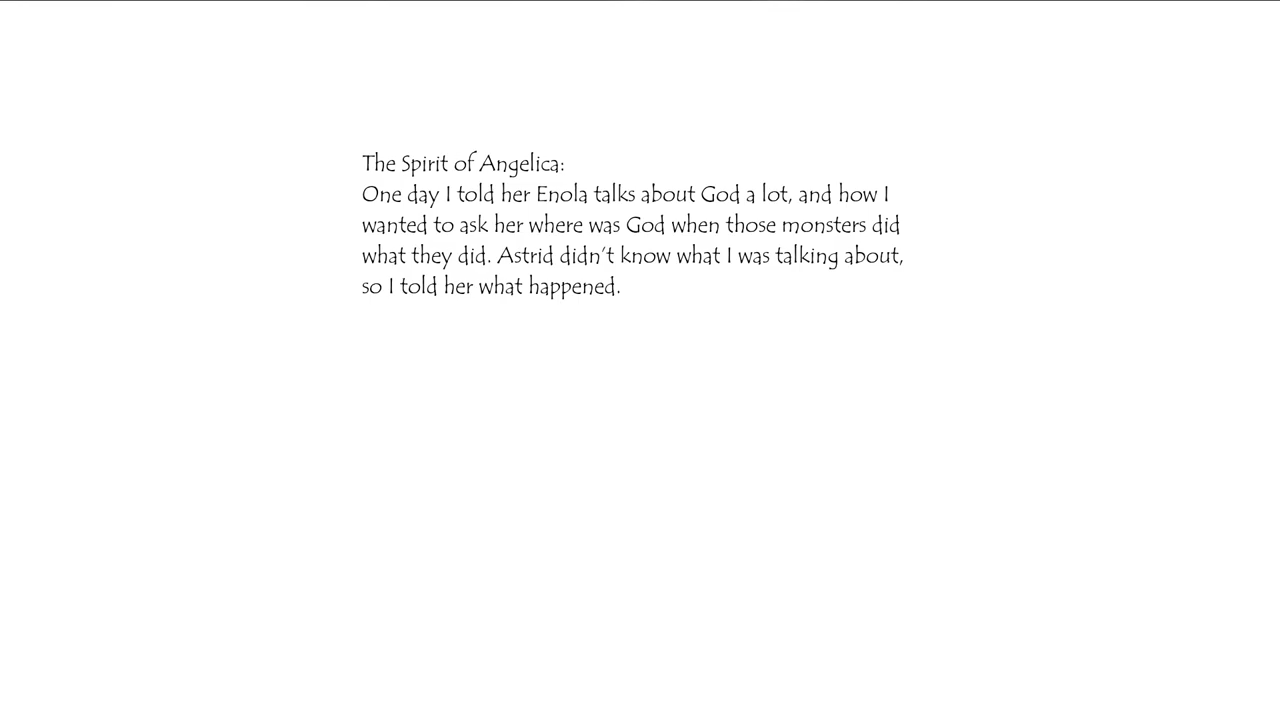 The Spirit of Angelica:
One day I told her Enola talks about God a lot, and how I
wanted to ask her where was God when those monsters did
what they did. Astrid didn't know what I was talking about,
so I told her what happened.